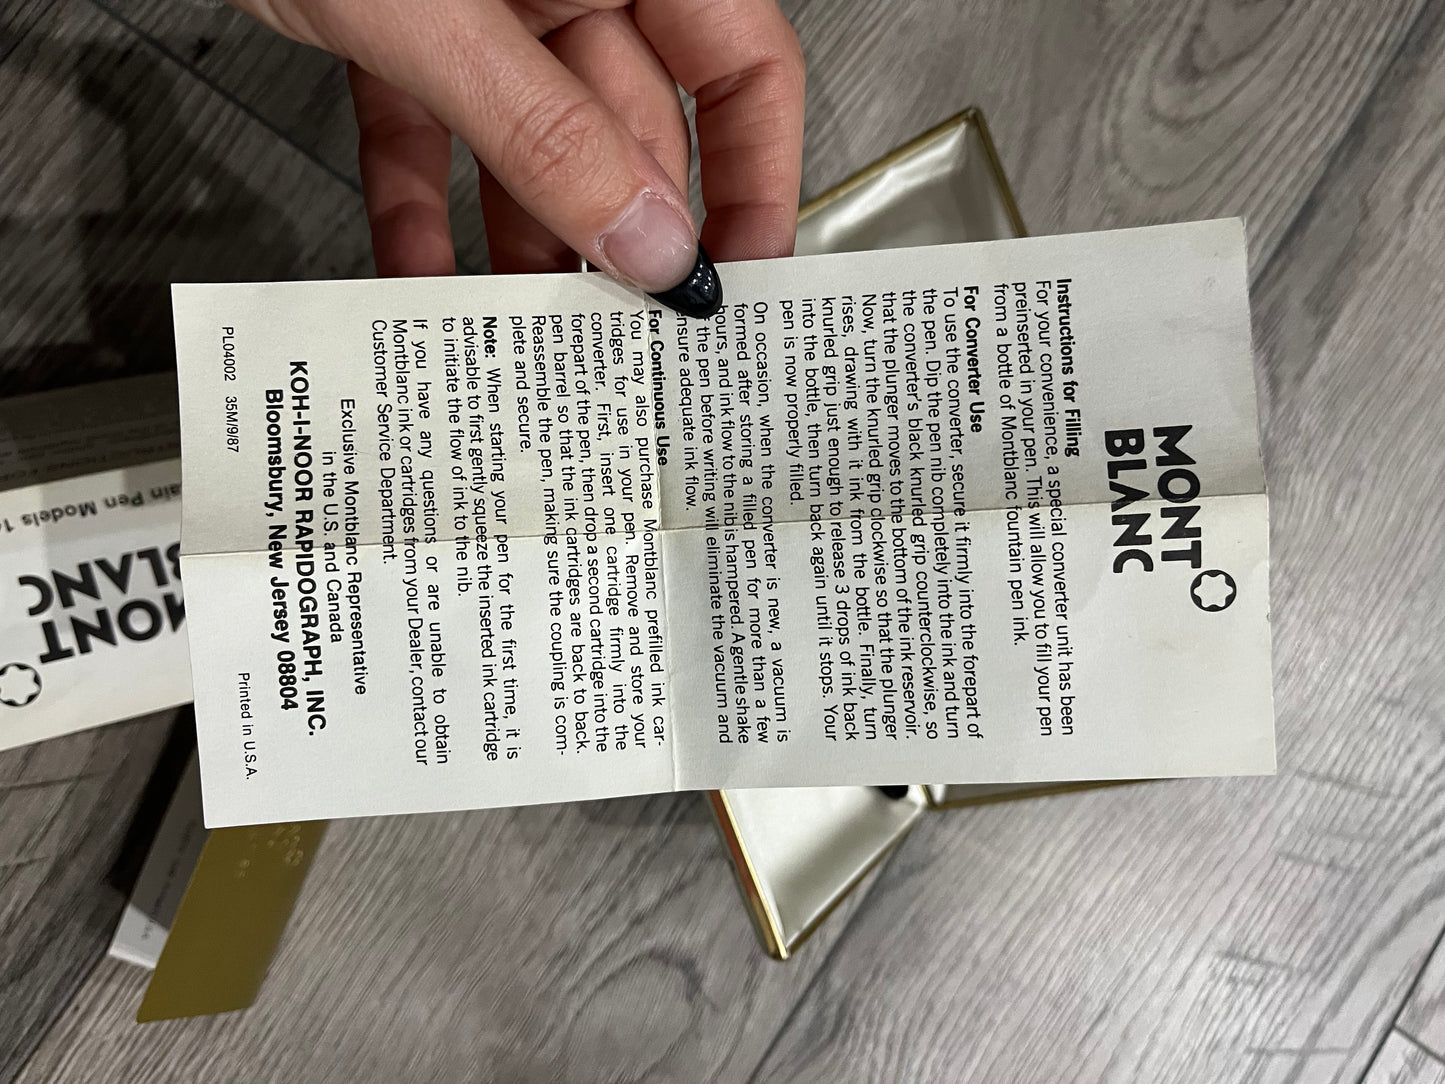 MONT
BLANC
Instructions for Filling
For your convenience, a special converter unit has been
preinserted in your pen. This will allow you to fill your pen
from a bottle of Montblanc fountain pen ink.
For Converter Use
To use the converter, secure it firmly into the forepart of
the pen. Dip the pen nib completely into the ink and turn
the converter's black knurled grip counterclockwise, so
that the plunger moves to the bottom of the ink reservoir.
Now, turn the knurled grip clockwise so that the plunger
rises, drawing with it ink from the bottle. Finally, turn
knurled grip just enough to release 3 drops of ink back
into the bottle, then turn back again until it stops. Your
pen is now properly filled.
On occasion, when the converter is new, a vacuum is
formed after storing a filled pen for more than a few
hours, and ink flow to the nib is hampered. A gentle shake
the pen before writing will eliminate the vacuum and
ensure adequate ink flow.
For Continuous Use
You may also purchase Montblanc prefilled ink car-
tridges for use in your pen. Remove and store your
converter. First, insert one cartridge firmly into the
forepart of the pen, then drop a second cartridge into the
pen barrel so that the ink cartridges are back to back.
Reassemble the pen, making sure the coupling is com-
plete and secure.
Note: When starting your pen for the first time, it is
advisable to first gently squeeze the inserted ink cartridge
to initiate the flow of ink to the nib.
If you have any questions or are unable to obtain
Montblanc ink or cartridges from your Dealer, contact our
Customer Service Department.
Exclusive Montblanc Representative
in the U.S. and Canada
KOH-I-NOOR RAPIDOGRAPH, INC.
Bloomsbury, New Jersey 08804
PL04002 35M/9/87 Printed in U.S.A.
MONT
BLANC
Pen Models